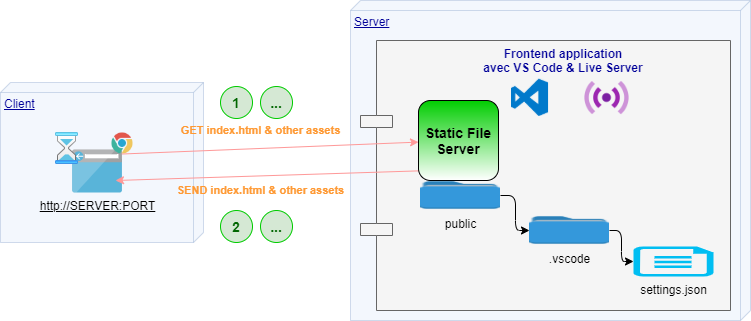 Server
Frontend application
avec VS Code & Live Server
Client
1
...
GET index.html & other assets
Static File
Server
SEND index.html & other assets
http://SERVER:PORT
public
2
...
.vscode
settings.json